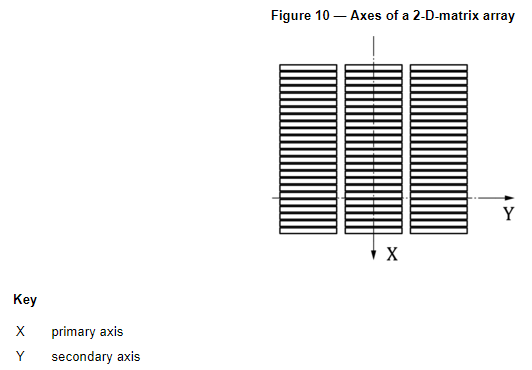 Figure 10 — Axes of a 2-D-matrix array
Y
X
Key
X primary axis
Y secondary axis